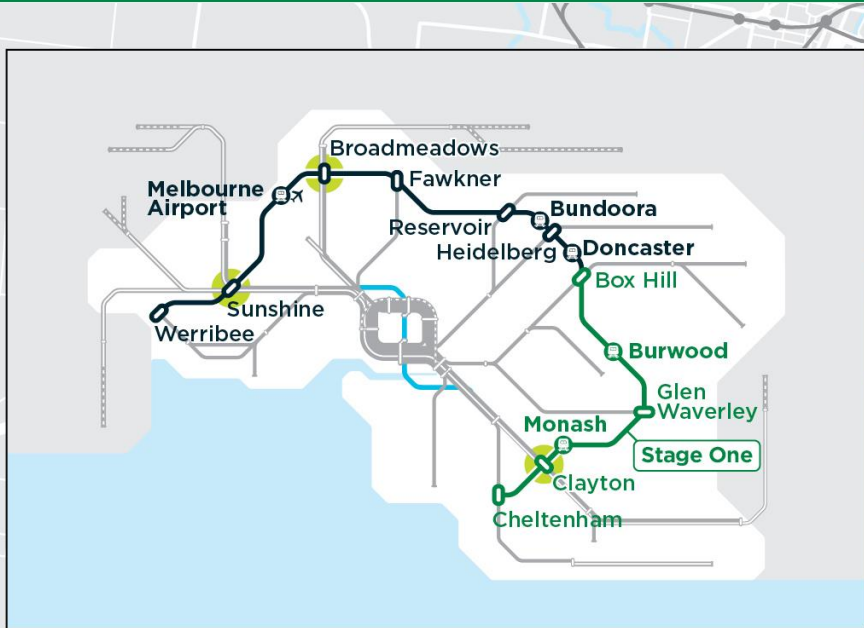 Broadmeadows
Melbourne
Airport
Fawkner
Reservoir
Bundoora
Heidelberg
Doncaster
Box Hill
Sunshine
Werribee
Burwood
Glen
Waverley
Monash
Stage One
Clayton
Cheltenham